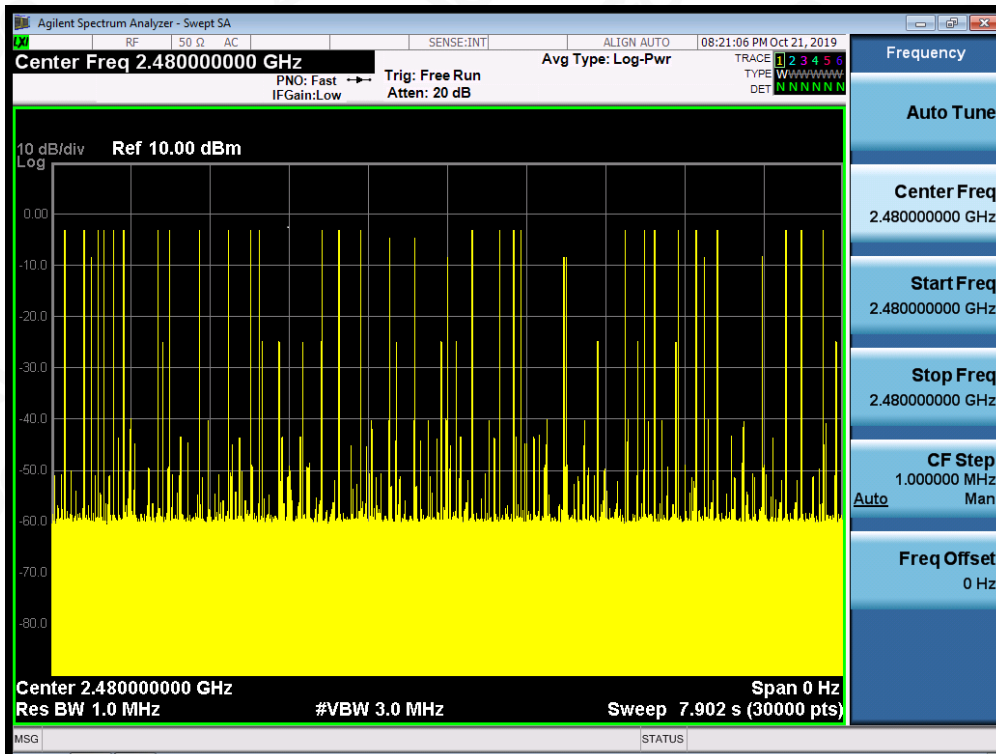 Agilent Spectrum Analyzer - Swept SA
LXI RF 50 Ω AC SENSE:INT ALIGN AUTO 08:21:06 PM Oct 21, 2019
Center Freq 2.480000000 GHz
PNO: Fast
IFGain:Low
Trig: Free Run
Atten: 20 dB
Avg Type: Log-Pwr
TRACE 1 2 3 4 5 6
TYPE WWWWWW
DET N N N N N N
10 dB/div
Log
Ref 10.00 dBm
0.00
-10.0
-20.0
-30.0
-40.0
-50.0
-60.0
-70.0
-80.0
Center 2.480000000 GHz
Span 0 Hz
Res BW 1.0 MHz
#VBW 3.0 MHz
Sweep 7.902 s (30000 pts)
MSG
STATUS
Frequency
Auto Tune
Center Freq
2.480000000 GHz
Start Freq
2.480000000 GHz
Stop Freq
2.480000000 GHz
CF Step
1.000000 MHz
Auto Man
Freq Offset
0 Hz